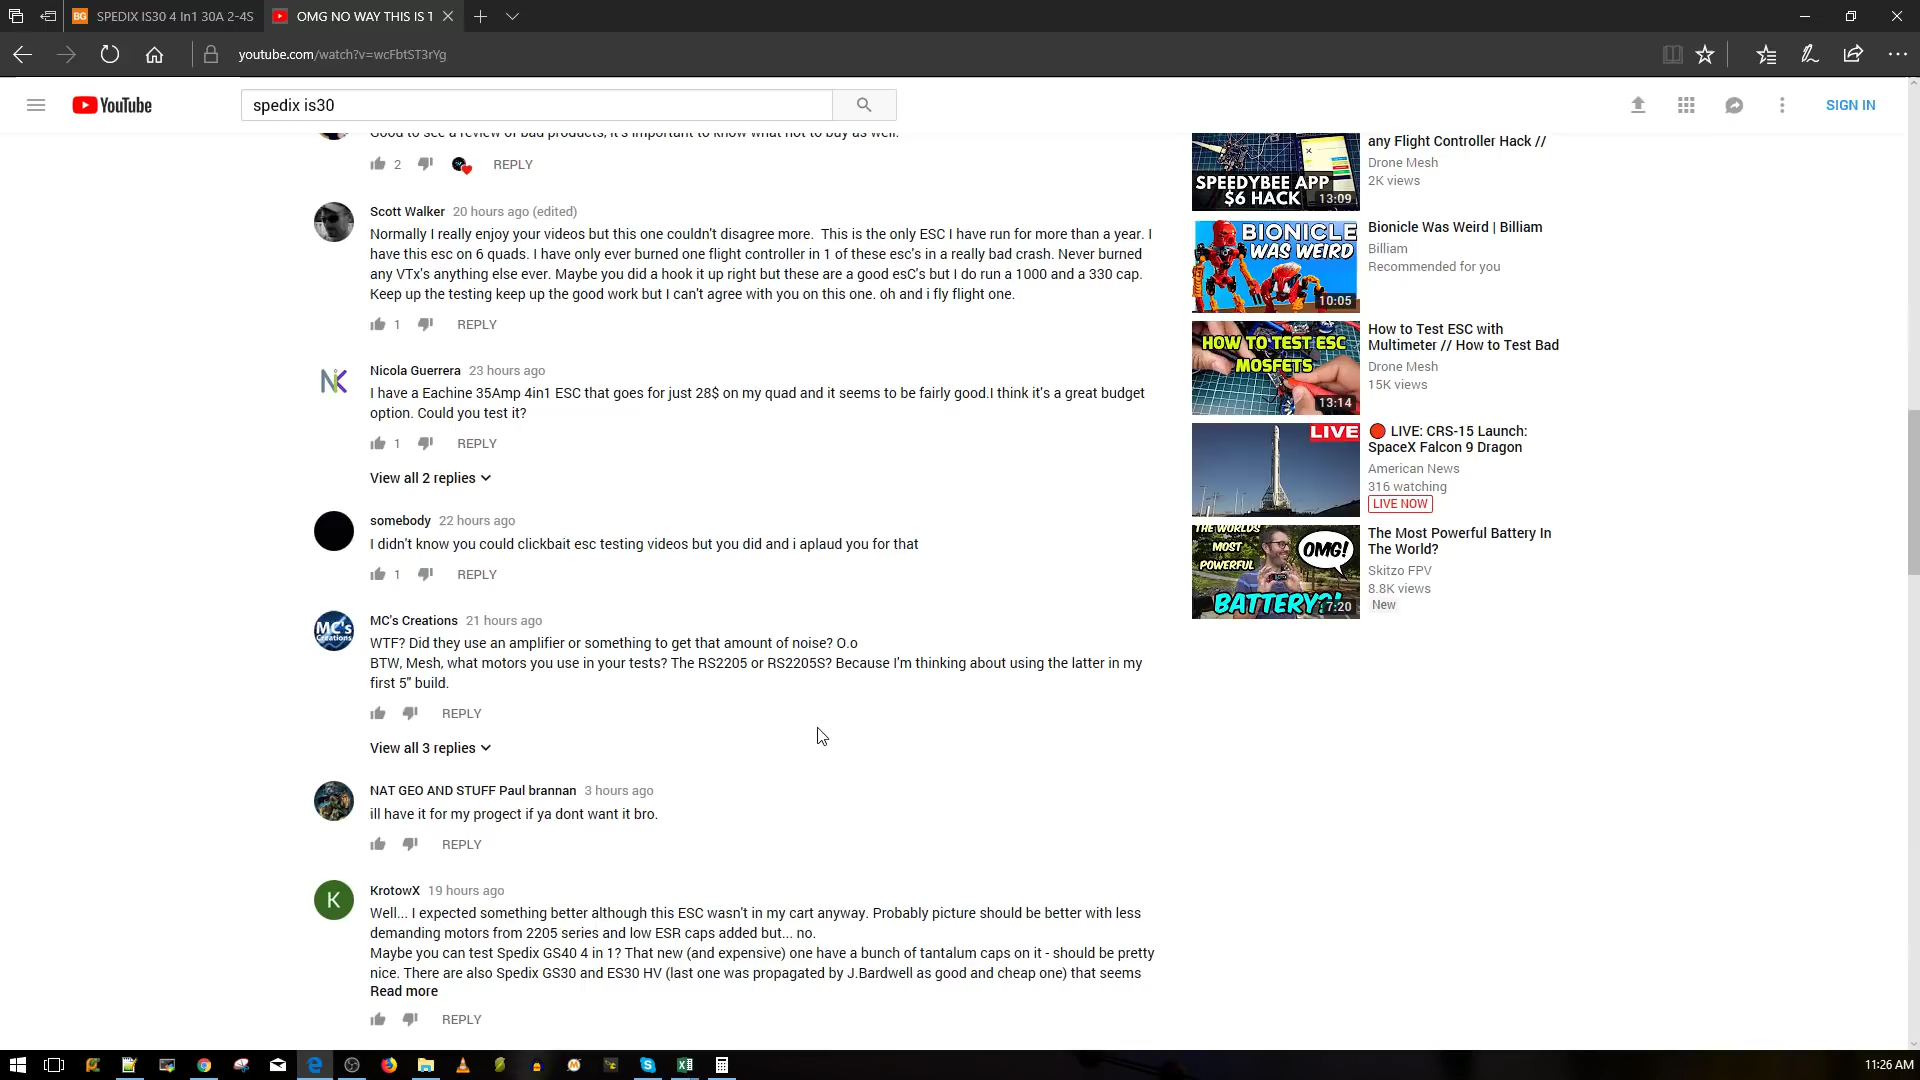 SPEDIX IS30 4 In1 30A 2-4S
OMG NO WAY THIS IS 1
youtube.com/watch?v=wcFbtST3rYg
YouTube
spedix is30
SIGN IN
Good to see a review of bad products, it's important to know what not to buy as well.
2
REPLY
Scott Walker 20 hours ago (edited)
Normally I really enjoy your videos but this one couldn't disagree more. This is the only ESC I have run for more than a year. I
have this esc on 6 quads. I have only ever burned one flight controller in 1 of these esc's in a really bad crash. Never burned
any VTx's anything else ever. Maybe you did a hook it up right but these are a good esC's but I do run a 1000 and a 330 cap.
Keep up the testing keep up the good work but I can't agree with you on this one. oh and i fly flight one.
1
REPLY
Nicola Guerrera 23 hours ago
I have a Eachine 35Amp 4in1 ESC that goes for just 28$ on my quad and it seems to be fairly good.I think it's a great budget
option. Could you test it?
1
REPLY
View all 2 replies
somebody 22 hours ago
I didn't know you could clickbait esc testing videos but you did and i aplaud you for that
1
REPLY
MC's Creations
MC's Creations 21 hours ago
WTF? Did they use an amplifier or something to get that amount of noise? O.o
BTW, Mesh, what motors you use in your tests? The RS2205 or RS2205S? Because I'm thinking about using the latter in my
first 5" build.
REPLY
View all 3 replies
NAT GEO AND STUFF Paul brannan 3 hours ago
ill have it for my progect if ya dont want it bro.
REPLY
K
KrotowX 19 hours ago
Well... I expected something better although this ESC wasn't in my cart anyway. Probably picture should be better with less
demanding motors from 2205 series and low ESR caps added but... no.
Maybe you can test Spedix GS40 4 in 1? That new (and expensive) one have a bunch of tantalum caps on it - should be pretty
nice. There are also Spedix GS30 and ES30 HV (last one was propagated by J.Bardwell as good and cheap one) that seems
Read more
REPLY
SPEEDYBEE APP
$6 HACK
13:09
any Flight Controller Hack //
Drone Mesh
2K views
BIONICLE
WAS WEIRD
10:05
Bionicle Was Weird | Billiam
Billiam
Recommended for you
HOW TO TEST ESC
MOSFETS
13:14
How to Test ESC with
Multimeter // How to Test Bad
Drone Mesh
15K views
LIVE
LIVE: CRS-15 Launch:
SpaceX Falcon 9 Dragon
American News
316 watching
LIVE NOW
THE WORLDS
MOST
POWERFUL
OMG!
BATTERY?!
7:20
The Most Powerful Battery In
The World?
Skitzo FPV
8.8K views
New
11:26 AM